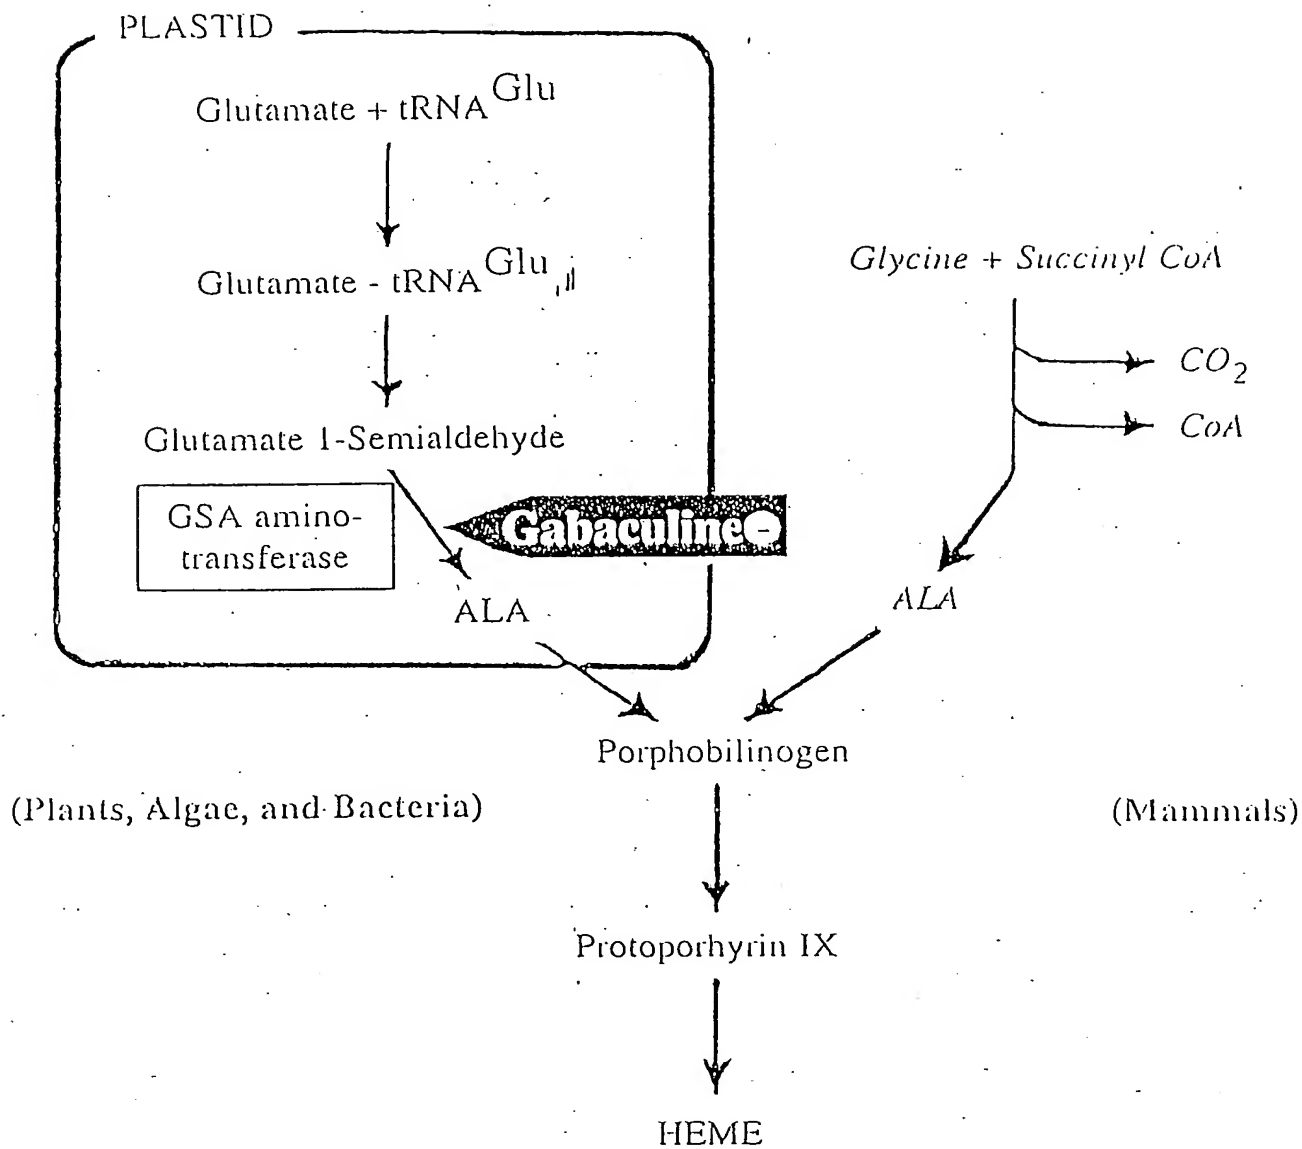 PLASTID
Glutamate + tRNA Glu
Glutamate - tRNA Glu
Glutamate 1-Semialdehyde
GSA amino-
transferase
Gabaculine -
ALA
Glycine + Succinyl CoA
CO2
CoA
ALA
Porphobilinogen
(Plants, Algae, and Bacteria)
(Mammals)
Protoporhyrin IX
HEME